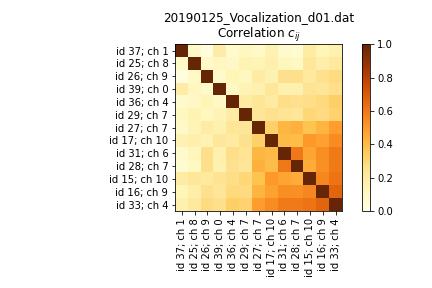 20190125_Vocalization_d01.dat
Correlation c_ij
id 37; ch 1
id 25; ch 8
id 26; ch 9
id 39; ch 0
id 36; ch 4
id 29; ch 7
id 27; ch 7
id 17; ch 10
id 31; ch 6
id 28; ch 7
id 15; ch 10
id 16; ch 9
id 33; ch 4
1.0
0.8
0.6
0.4
0.2
0.0
id 37; ch 1
id 25; ch 8
id 26; ch 9
id 39; ch 0
id 36; ch 4
id 29; ch 7
id 27; ch 7
id 17; ch 10
id 31; ch 6
id 28; ch 7
id 15; ch 10
id 16; ch 9
id 33; ch 4